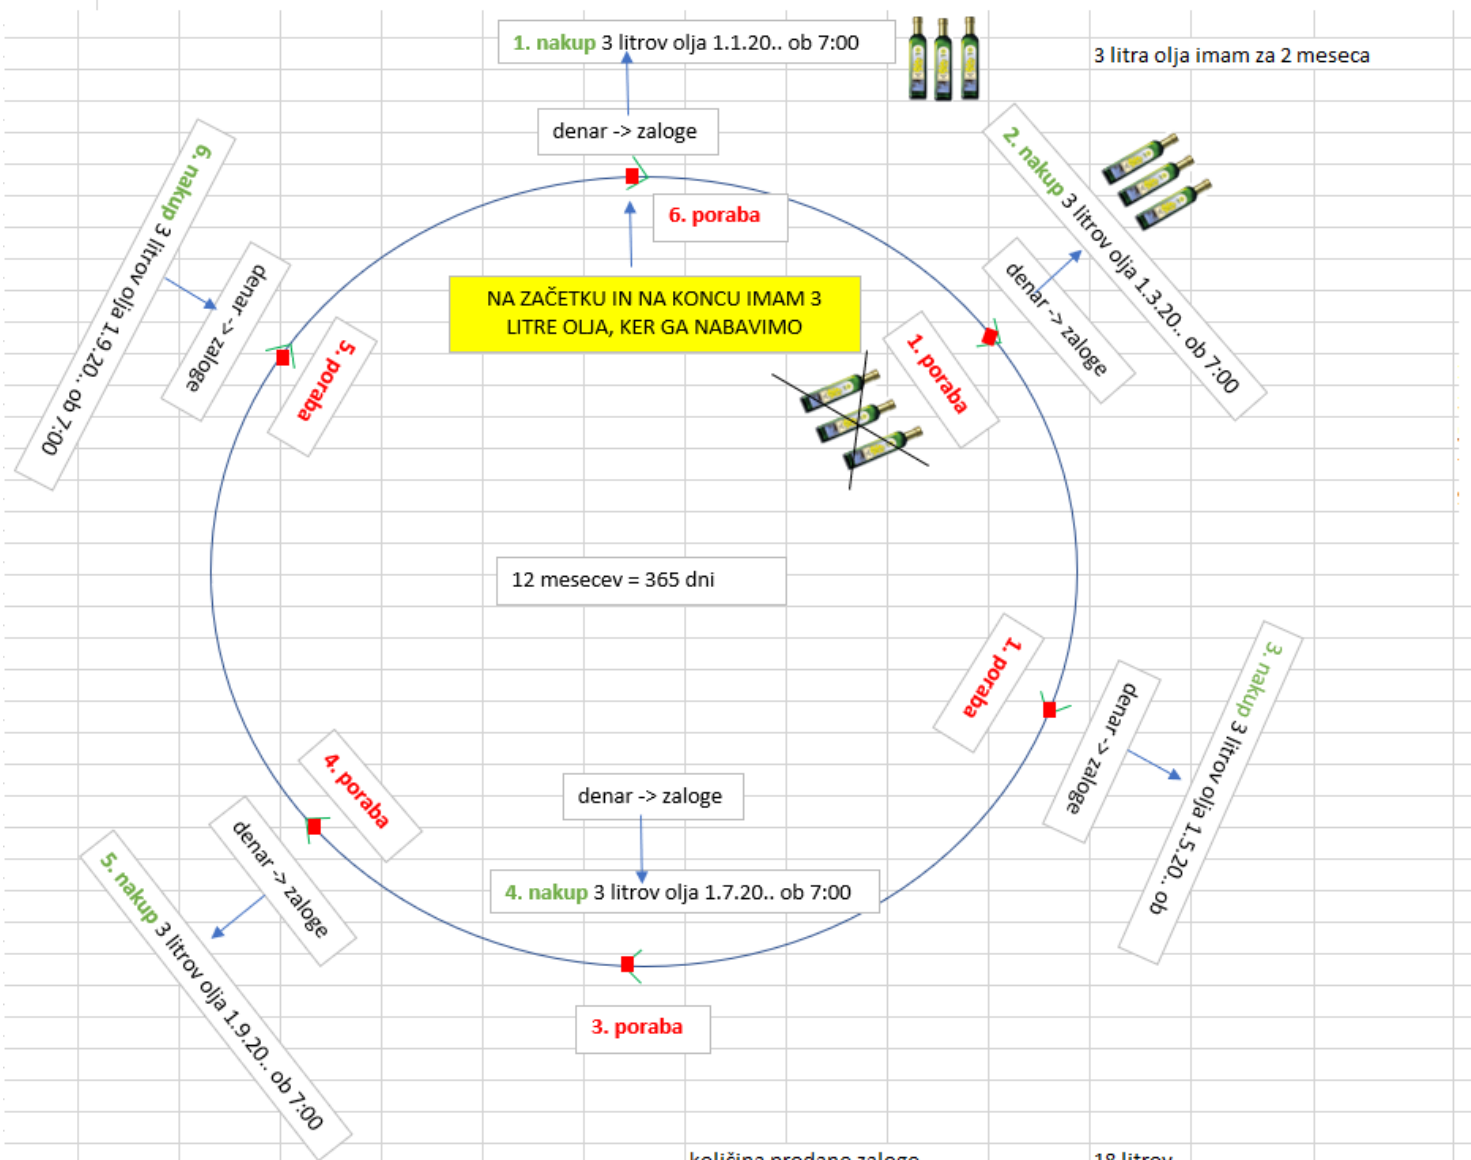 1. nakup 3 litrov olja 1.1.20.. ob 7:00
3 litra olja imam za 2 meseca
denar -> zaloge
6. poraba
NA ZAČETKU IN NA KONCU IMAM 3
LITRE OLJA, KER GA NABAVIMO
2. nakup 3 litrov olja 1.3.20.. ob 7:00
denar -> zaloge
1. poraba
12 mesecev = 365 dni
1. poraba
denar -> zaloge
3. nakup 3 litrov olja 1.5.20.. ob
denar -> zaloge
4. nakup 3 litrov olja 1.7.20.. ob 7:00
3. poraba
4. poraba
denar -> zaloge
5. nakup 3 litrov olja 1.9.20.. ob 7:00
5. poraba
denar -> zaloge
6. nakup 3 litrov olja 1.9.20.. ob 7:00
količina prodane zaloge
18 litrov